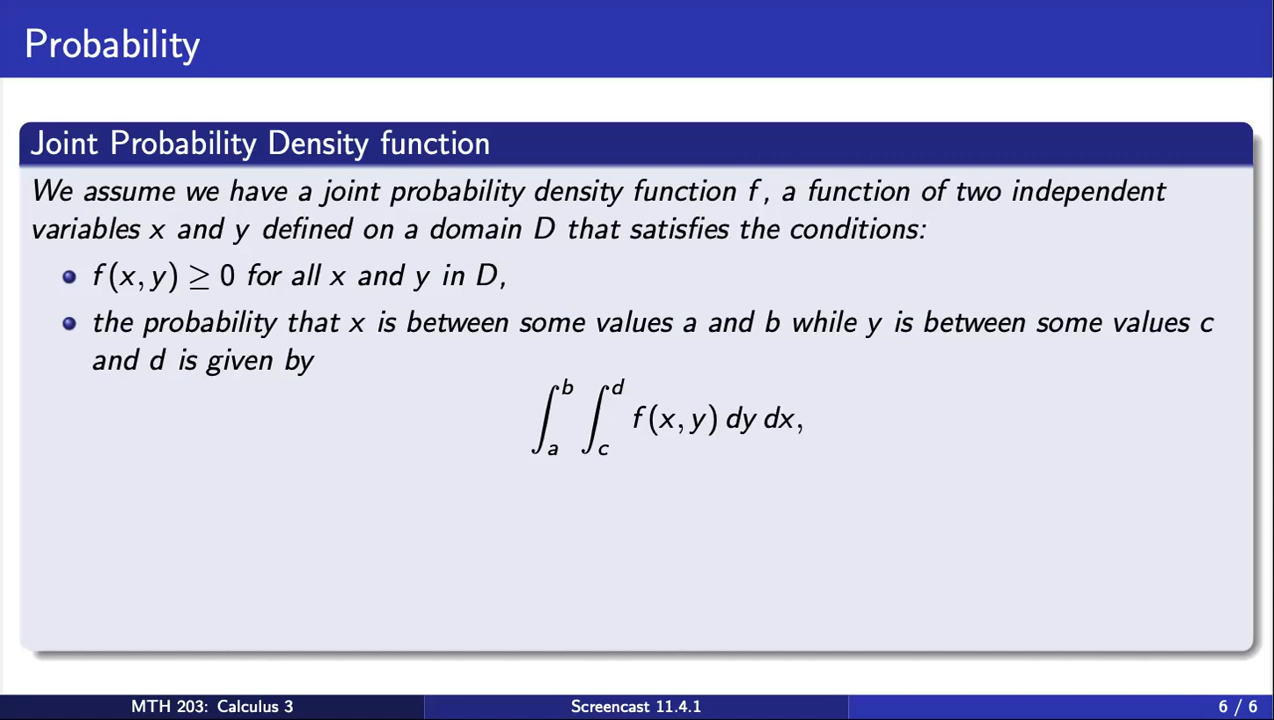 Probability
Joint Probability Density function
We assume we have a joint probability density function f, a function of two independent
variables x and y defined on a domain D that satisfies the conditions:
• f(x, y) ≥ 0 for all x and y in D,
• the probability that x is between some values a and b while y is between some values c
and d is given by
∫_a^b ∫_c^d f(x, y) dy dx,
MTH 203: Calculus 3 Screencast 11.4.1 6 / 6